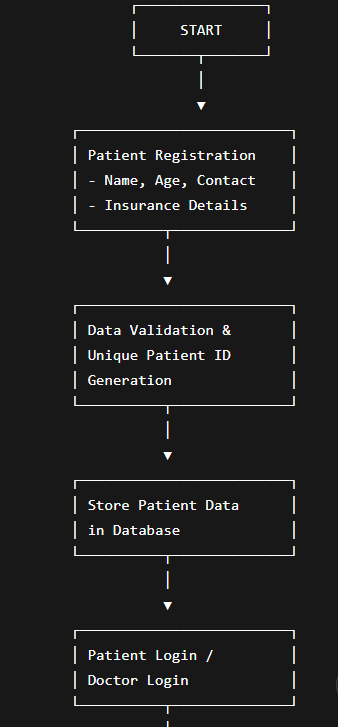 START
Patient Registration
- Name, Age, Contact
- Insurance Details
Data Validation &
Unique Patient ID
Generation
Store Patient Data
in Database
Patient Login /
Doctor Login